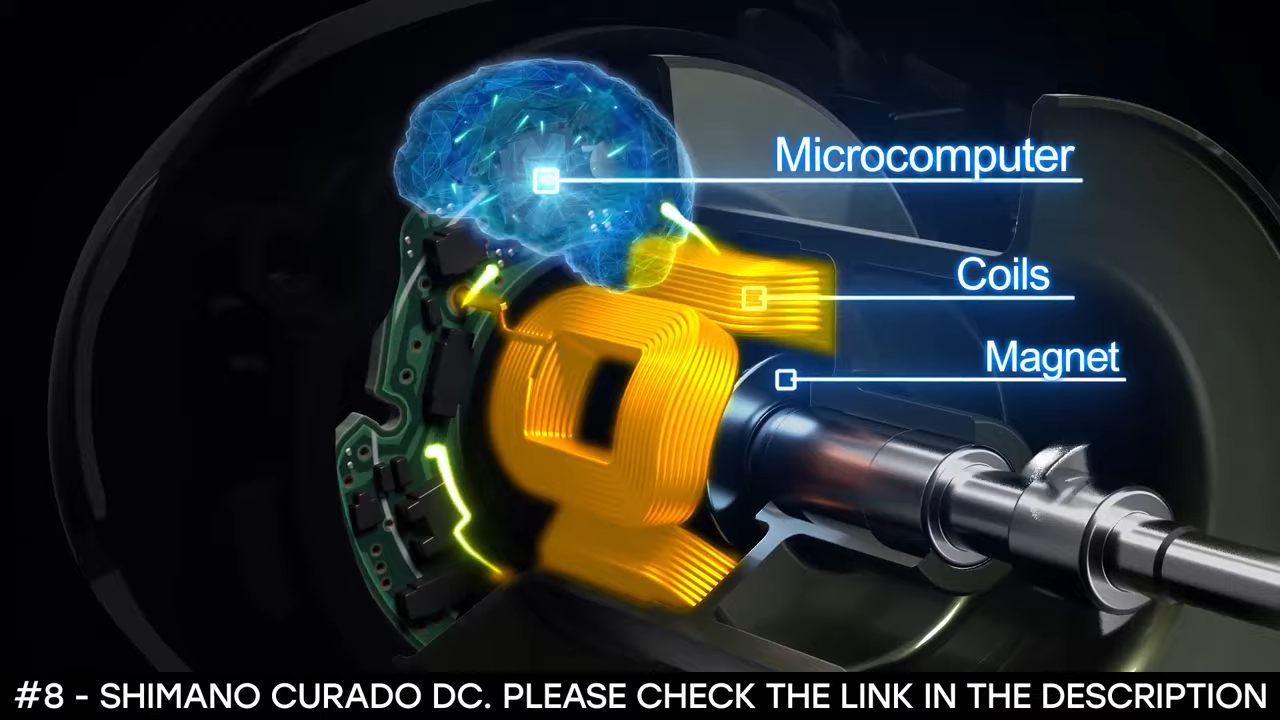 Microcomputer
Coils
Magnet
#8 - SHIMANO CURADO DC. PLEASE CHECK THE LINK IN THE DESCRIPTION